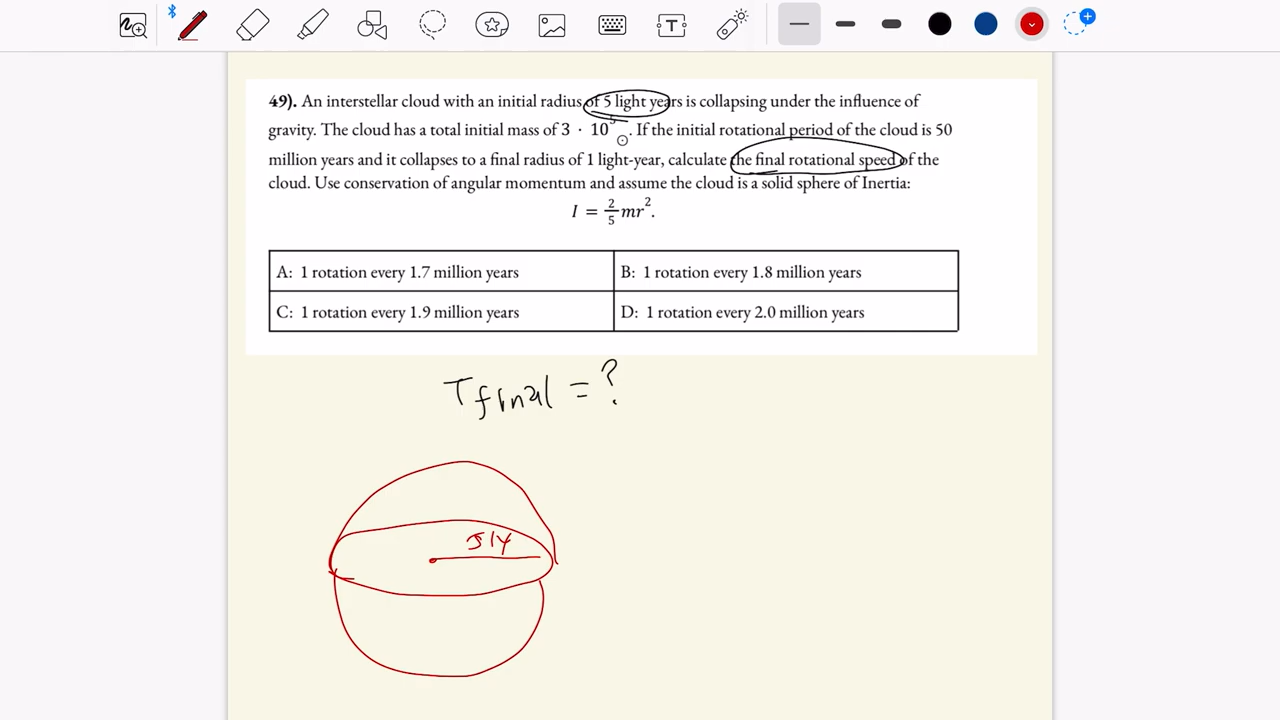 49). An interstellar cloud with an initial radius of 5 light years is collapsing under the influence of
gravity. The cloud has a total initial mass of 3 · 10⁵☉. If the initial rotational period of the cloud is 50
million years and it collapses to a final radius of 1 light-year, calculate the final rotational speed of the
cloud. Use conservation of angular momentum and assume the cloud is a solid sphere of Inertia:
I = 2/5 mr².
A: 1 rotation every 1.7 million years
B: 1 rotation every 1.8 million years
C: 1 rotation every 1.9 million years
D: 1 rotation every 2.0 million years
Tfinal = ?
5ly